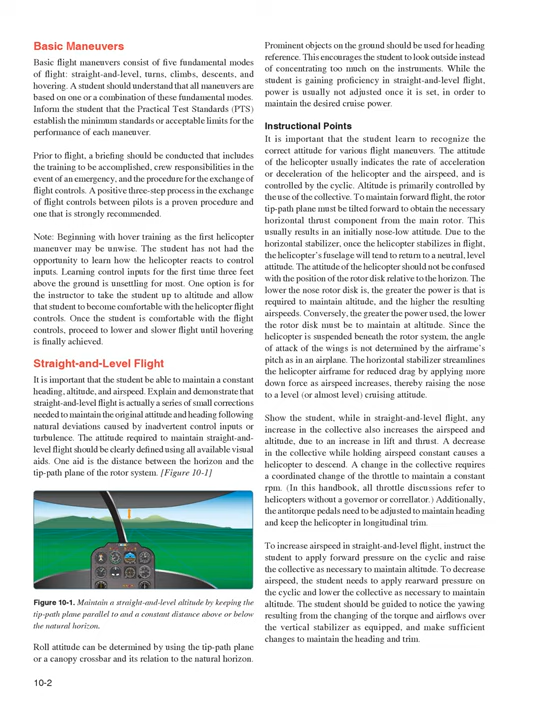 Basic Maneuvers
Basic flight maneuvers consist of five fundamental modes
of flight: straight-and-level, turns, climbs, descents, and
hovering. A student should understand that all maneuvers are
based on one or a combination of these fundamental modes.
Inform the student that the Practical Test Standards (PTS)
establish the minimum standards or acceptable limits for the
performance of each maneuver.
Prior to flight, a briefing should be conducted that includes
the training to be accomplished, crew responsibilities in the
event of an emergency, and the procedure for the exchange of
flight controls. A positive three-step process in the exchange
of flight controls between pilots is a proven procedure and
one that is strongly recommended.
Note: Beginning with hover training as the first helicopter
maneuver may be unwise. The student has not had the
opportunity to learn how the helicopter reacts to control
inputs. Learning control inputs for the first time three feet
above the ground is unsettling for most. One option is for
the instructor to take the student up to altitude and allow
that student to become comfortable with the helicopter flight
controls. Once the student is comfortable with the flight
controls, proceed to lower and slower flight until hovering
is finally achieved.
Straight-and-Level Flight
It is important that the student be able to maintain a constant
heading, altitude, and airspeed. Explain and demonstrate that
straight-and-level flight is actually a series of small corrections
needed to maintain the original attitude and heading following
natural deviations caused by inadvertent control inputs or
turbulence. The attitude required to maintain straight-and-
level flight should be clearly defined using all available visual
aids. One aid is the distance between the horizon and the
tip-path plane of the rotor system. [Figure 10-1]
Figure 10-1. Maintain a straight-and-level altitude by keeping the
tip-path plane parallel to and a constant distance above or below
the natural horizon.
Roll attitude can be determined by using the tip-path plane
or a canopy crossbar and its relation to the natural horizon.
10-2
Prominent objects on the ground should be used for heading
reference. This encourages the student to look outside instead
of concentrating too much on the instruments. While the
student is gaining proficiency in straight-and-level flight,
power is usually not adjusted once it is set, in order to
maintain the desired cruise power.
Instructional Points
It is important that the student learn to recognize the
correct attitude for various flight maneuvers. The attitude
of the helicopter usually indicates the rate of acceleration
or deceleration of the helicopter and the airspeed, and is
controlled by the cyclic. Altitude is primarily controlled by
the use of the collective. To maintain forward flight, the rotor
tip-path plane must be tilted forward to obtain the necessary
horizontal thrust component from the main rotor. This
usually results in an initially nose-low attitude. Due to the
horizontal stabilizer, once the helicopter stabilizes in flight,
the helicopter's fuselage will tend to return to a neutral, level
attitude. The attitude of the helicopter should not be confused
with the position of the rotor disk relative to the horizon. The
lower the nose rotor disk is, the greater the power is that is
required to maintain altitude, and the higher the resulting
airspeeds. Conversely, the greater the power used, the lower
the rotor disk must be to maintain at altitude. Since the
helicopter is suspended beneath the rotor system, the angle
of attack of the wings is not determined by the airframe's
pitch as in an airplane. The horizontal stabilizer streamlines
the helicopter airframe for reduced drag by applying more
down force as airspeed increases, thereby raising the nose
to a level (or almost level) cruising attitude.
Show the student, while in straight-and-level flight, any
increase in the collective also increases the airspeed and
altitude, due to an increase in lift and thrust. A decrease
in the collective while holding airspeed constant causes a
helicopter to descend. A change in the collective requires
a coordinated change of the throttle to maintain a constant
rpm. (In this handbook, all throttle discussions refer to
helicopters without a governor or correllator.) Additionally,
the antitorque pedals need to be adjusted to maintain heading
and keep the helicopter in longitudinal trim.
To increase airspeed in straight-and-level flight, instruct the
student to apply forward pressure on the cyclic and raise
the collective as necessary to maintain altitude. To decrease
airspeed, the student needs to apply rearward pressure on
the cyclic and lower the collective as necessary to maintain
altitude. The student should be guided to notice the yawing
resulting from the changing of the torque and airflows over
the vertical stabilizer as equipped, and make sufficient
changes to maintain the heading and trim.